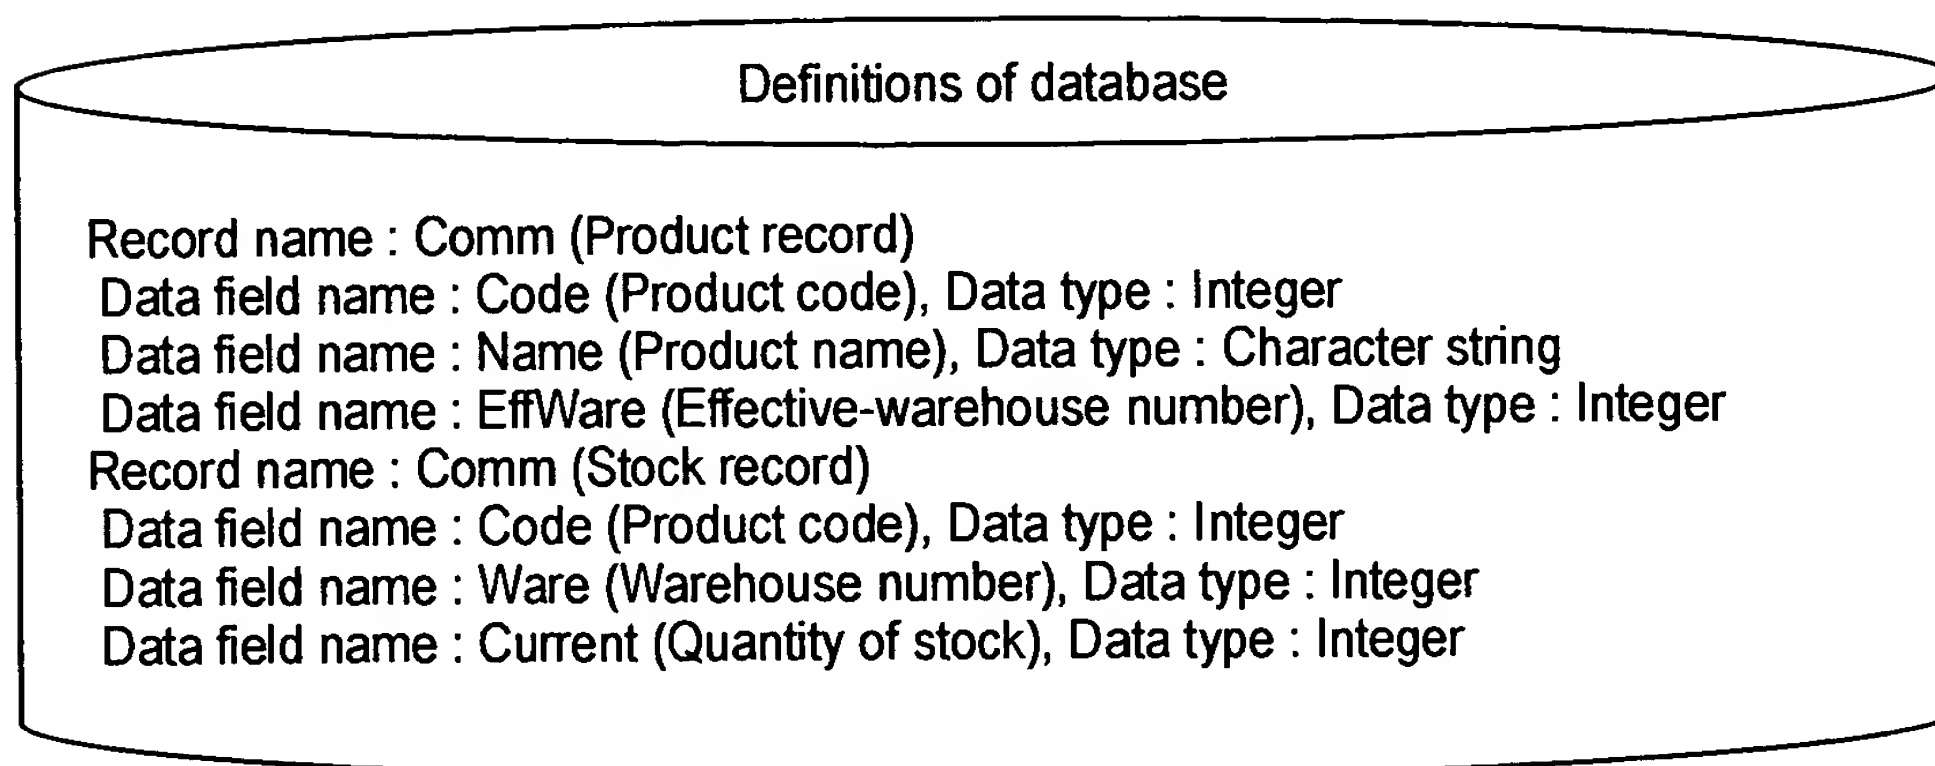 Definitions of database
Record name : Comm (Product record)
Data field name : Code (Product code), Data type : Integer
Data field name : Name (Product name), Data type : Character string
Data field name : EffWare (Effective-warehouse number), Data type : Integer
Record name : Comm (Stock record)
Data field name : Code (Product code), Data type : Integer
Data field name : Ware (Warehouse number), Data type : Integer
Data field name : Current (Quantity of stock), Data type : Integer